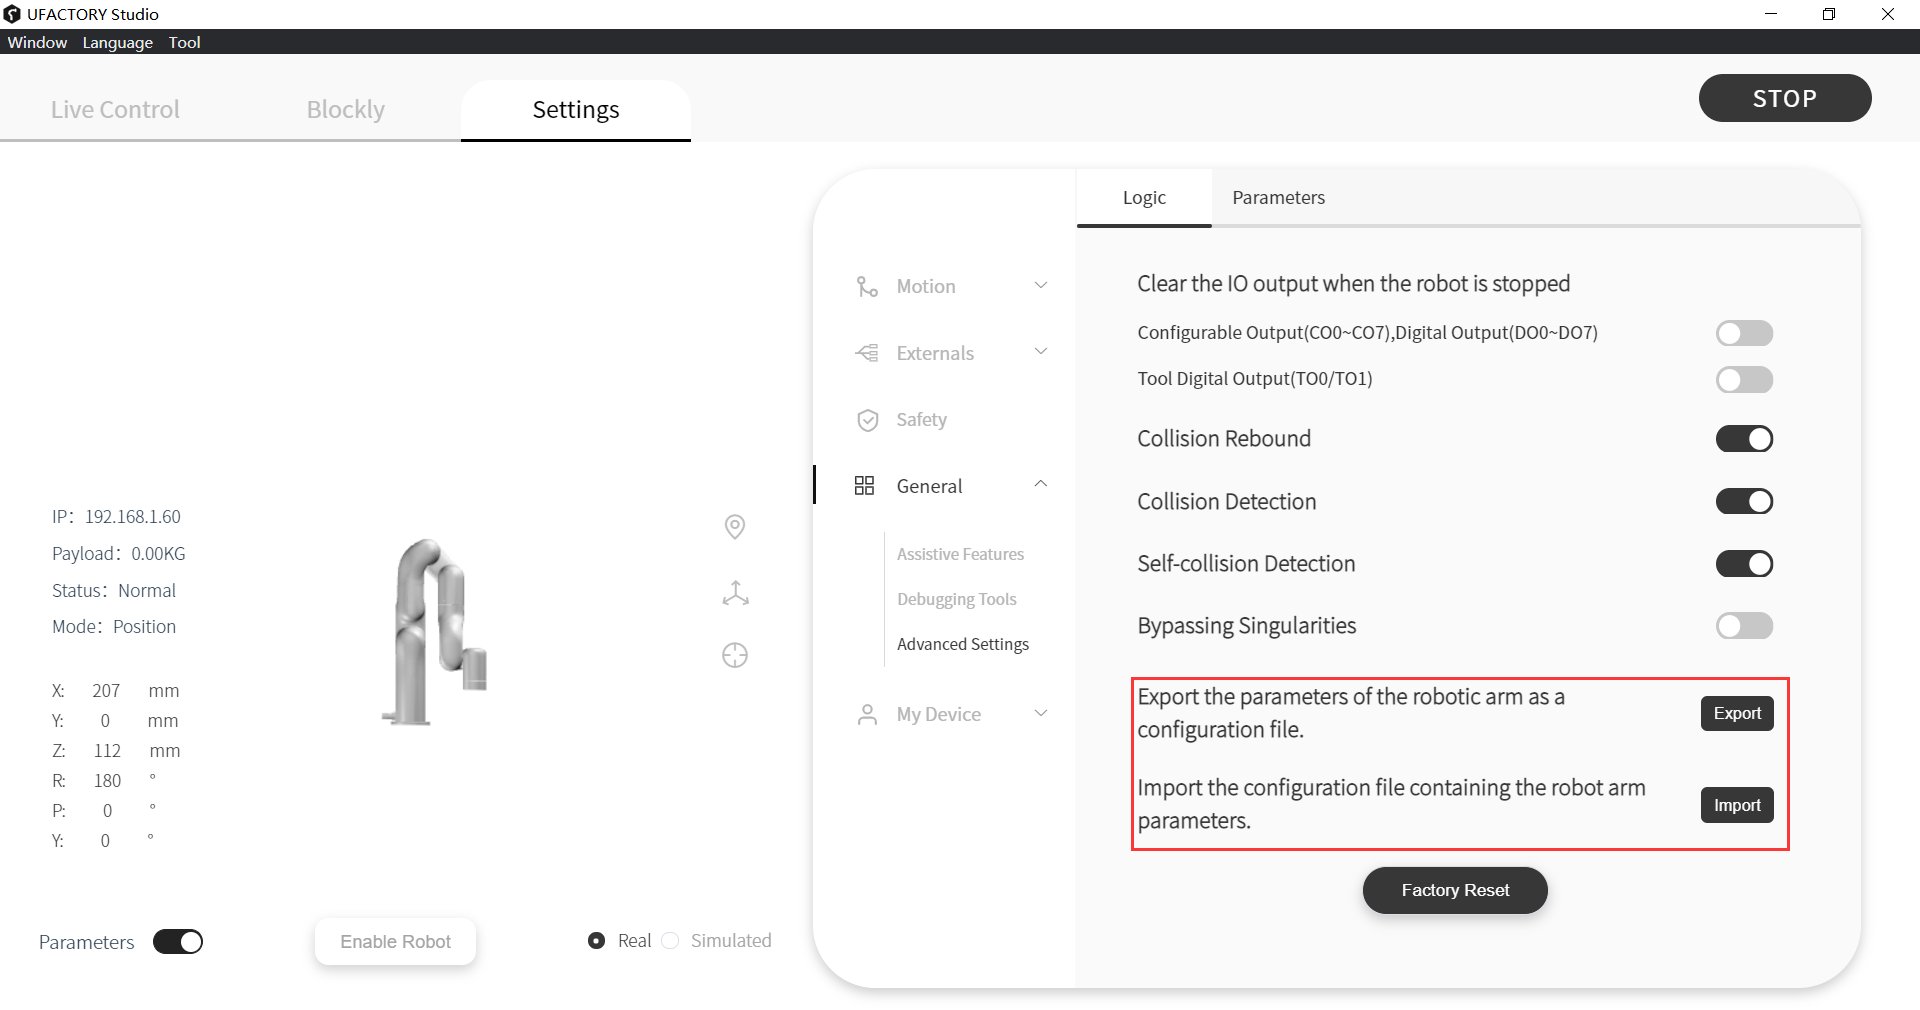 UFACTORY Studio
Window Language Tool
Live Control Blockly Settings STOP
Logic Parameters
Motion
Externals
Safety
General
Assistive Features
Debugging Tools
Advanced Settings
My Device
Clear the IO output when the robot is stopped
Configurable Output(CO0~CO7),Digital Output(DO0~DO7)
Tool Digital Output(TO0/TO1)
Collision Rebound
Collision Detection
Self-collision Detection
Bypassing Singularities
Export the parameters of the robotic arm as a
configuration file.
Export
Import the configuration file containing the robot arm
parameters.
Import
Factory Reset
IP： 192.168.1.60
Payload： 0.00KG
Status： Normal
Mode： Position
X: 207 mm
Y: 0 mm
Z: 112 mm
R: 180 °
P: 0 °
Y: 0 °
Parameters Enable Robot Real Simulated